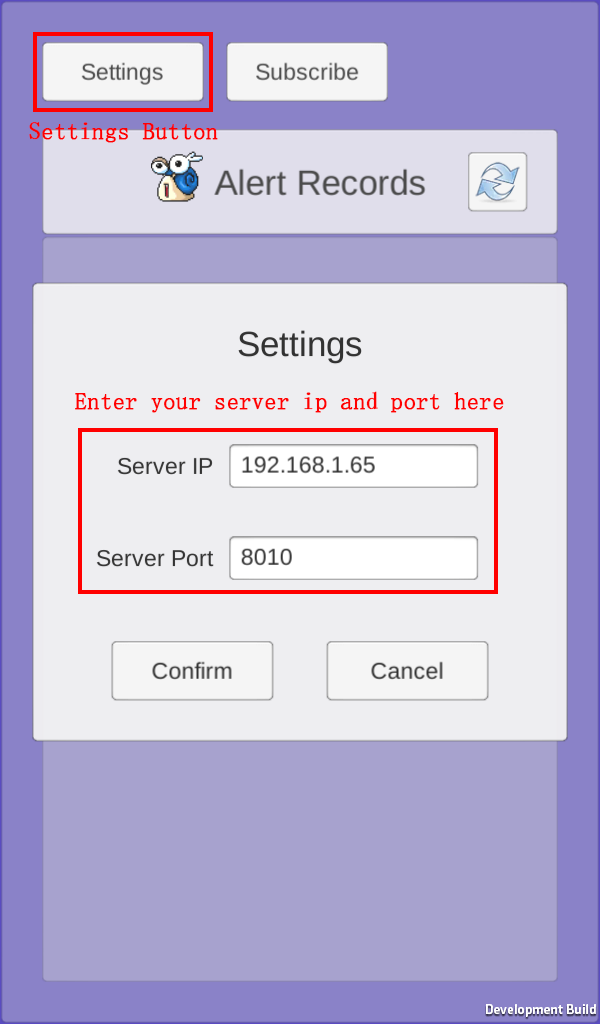 Settings Subscribe
Settings Button
Alert Records
Settings
Enter your server ip and port here
Server IP 192.168.1.65
Server Port 8010
Confirm Cancel
Development Build